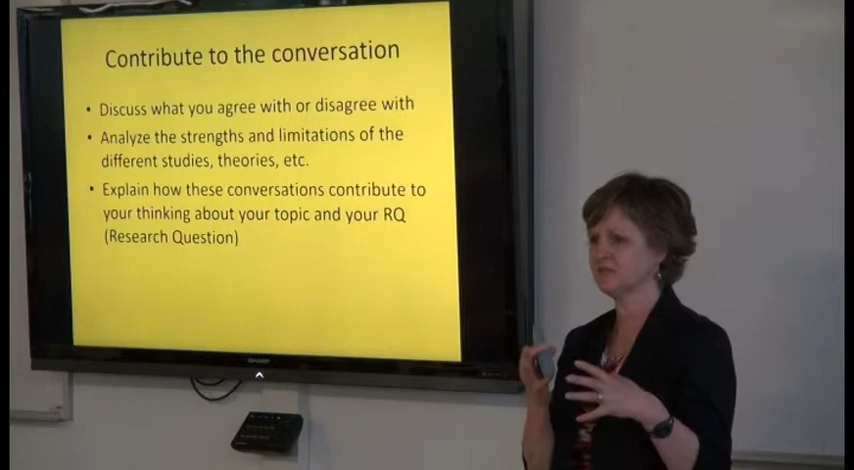 Contribute to the conversation
• Discuss what you agree with or disagree with
• Analyze the strengths and limitations of the
different studies, theories, etc.
• Explain how these conversations contribute to
your thinking about your topic and your RQ
(Research Question)
SHARP